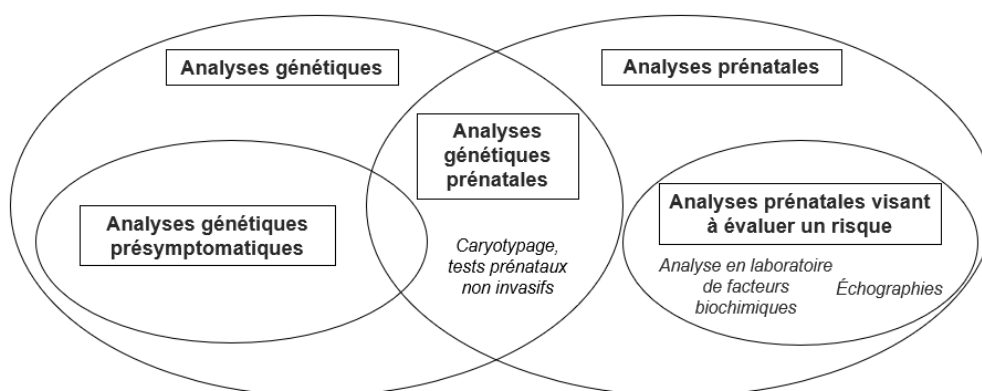 Analyses génétiques
Analyses prénatales
Analyses
génétiques
prénatales
Analyses génétiques
présymptomatiques
Caryotypage,
tests prénataux
non invasifs
Analyses prénatales visant
à évaluer un risque
Analyse en laboratoire
de facteurs
biochimiques
Échographies